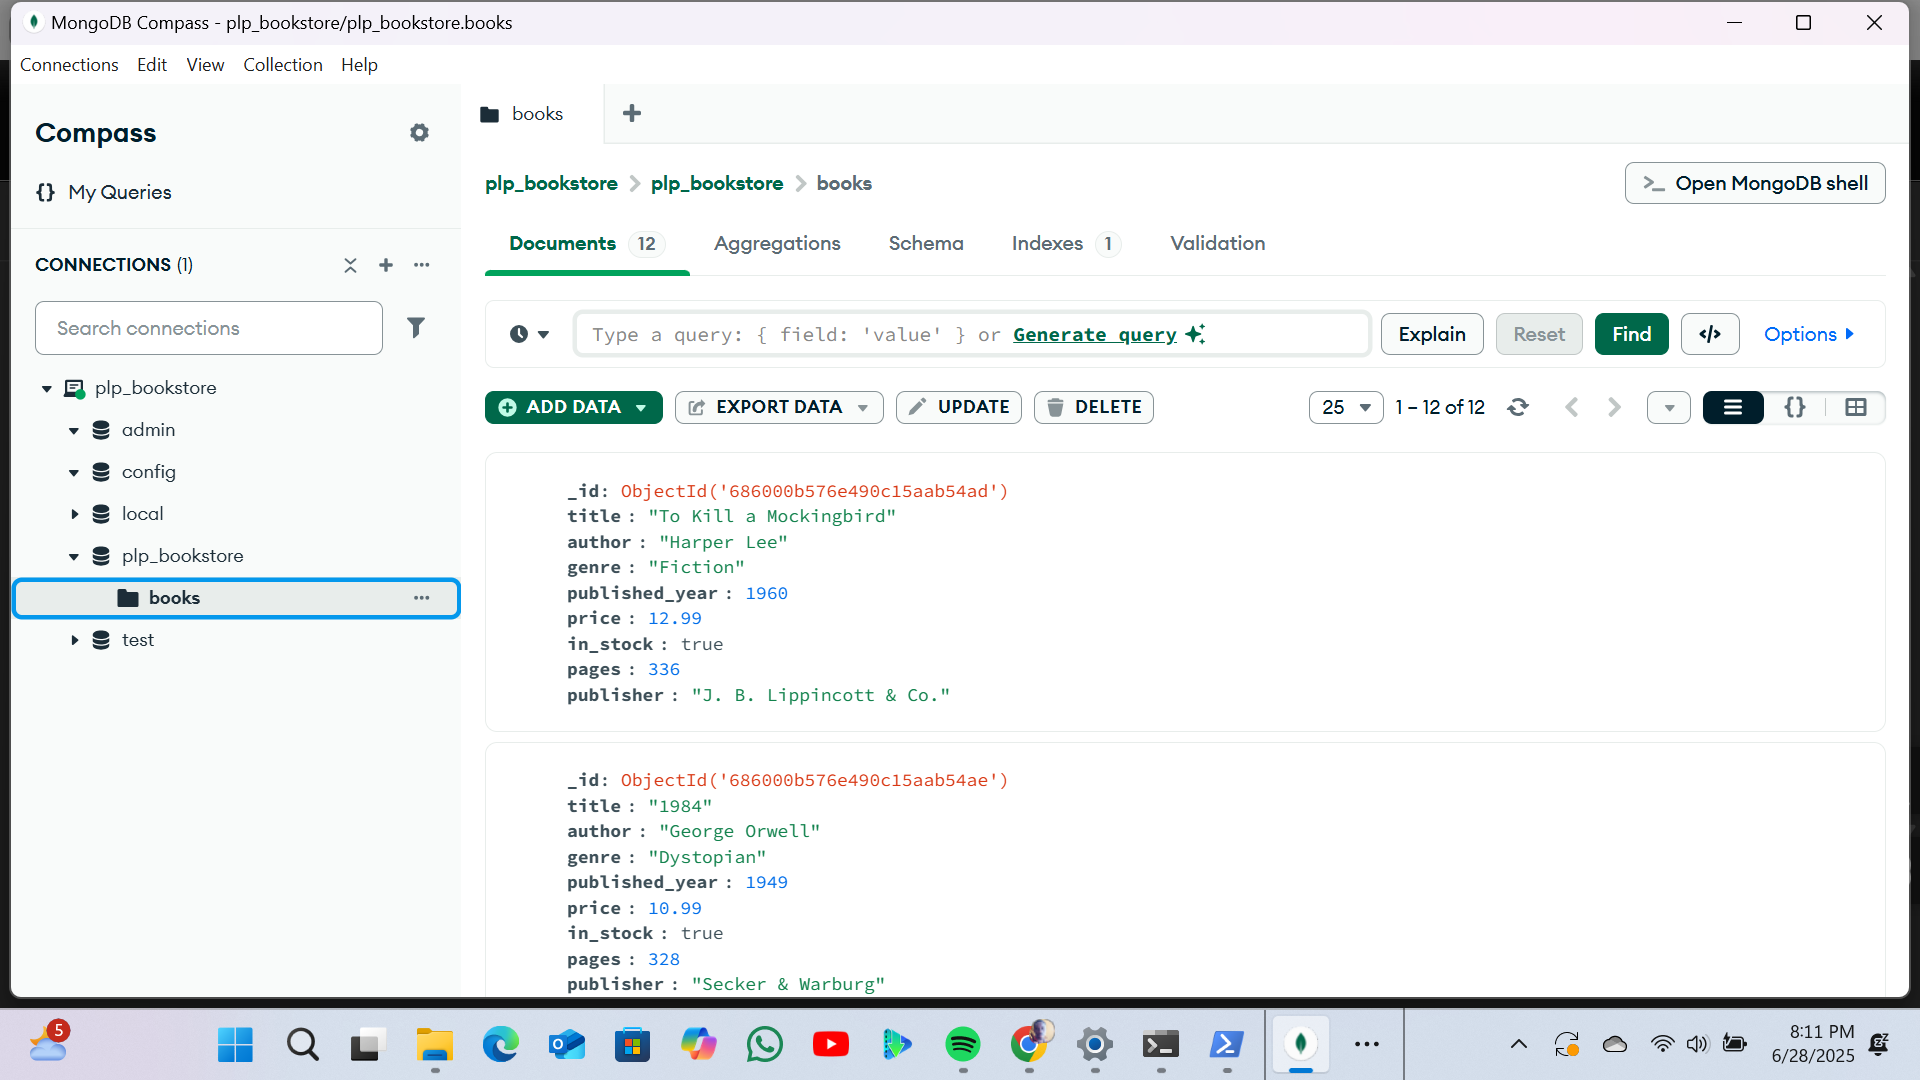 MongoDB Compass - plp_bookstore/plp_bookstore.books
Connections Edit View Collection Help
Compass
{} My Queries
CONNECTIONS (1)
Search connections
plp_bookstore
admin
config
local
plp_bookstore
books
test
books
plp_bookstore > plp_bookstore > books
>_ Open MongoDB shell
Documents 12 Aggregations Schema Indexes 1 Validation
Type a query: { field: 'value' } or Generate query
Explain Reset Find </> Options
ADD DATA EXPORT DATA UPDATE DELETE
25 1 – 12 of 12 {}
_id: ObjectId('686000b576e490c15aab54ad')
title : "To Kill a Mockingbird"
author : "Harper Lee"
genre : "Fiction"
published_year : 1960
price : 12.99
in_stock : true
pages : 336
publisher : "J. B. Lippincott & Co."
_id: ObjectId('686000b576e490c15aab54ae')
title : "1984"
author : "George Orwell"
genre : "Dystopian"
published_year : 1949
price : 10.99
in_stock : true
pages : 328
publisher : "Secker & Warburg"
5
8:11 PM
6/28/2025